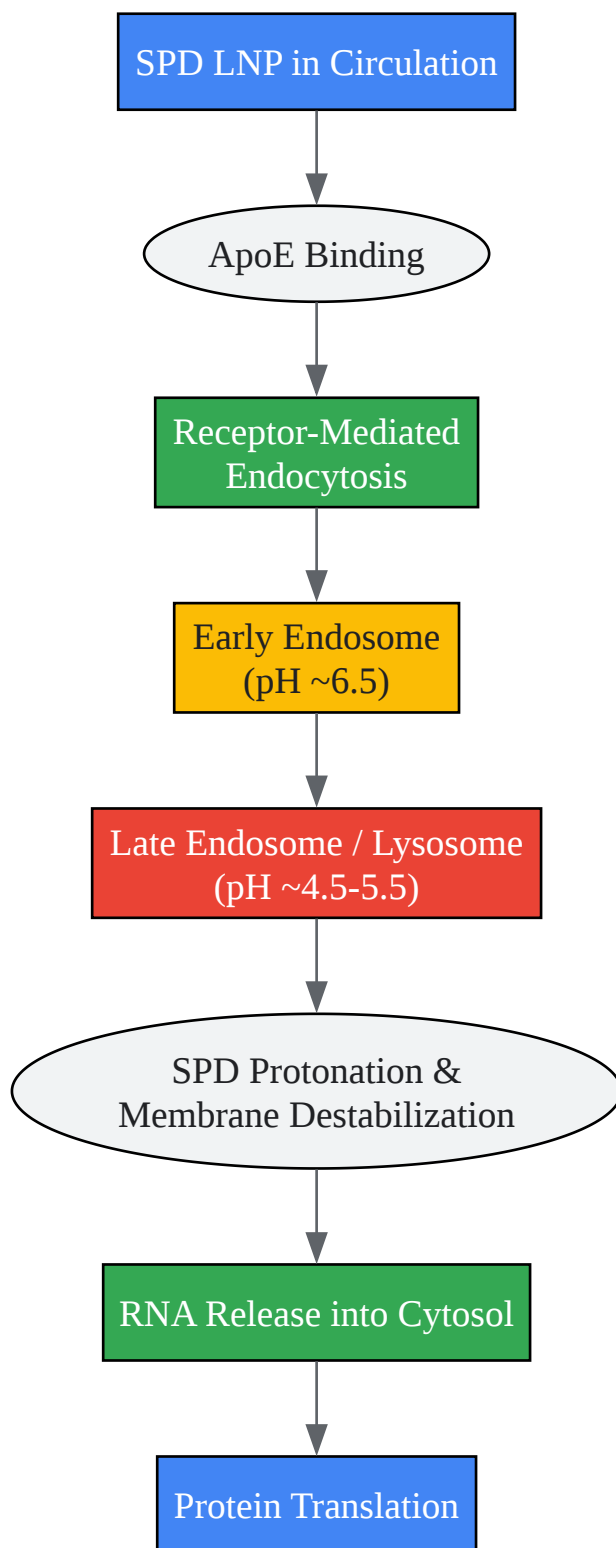 SPD LNP in Circulation
ApoE Binding
Receptor-Mediated
Endocytosis
Early Endosome
(pH ~6.5)
Late Endosome / Lysosome
(pH ~4.5-5.5)
SPD Protonation &
Membrane Destabilization
RNA Release into Cytosol
Protein Translation